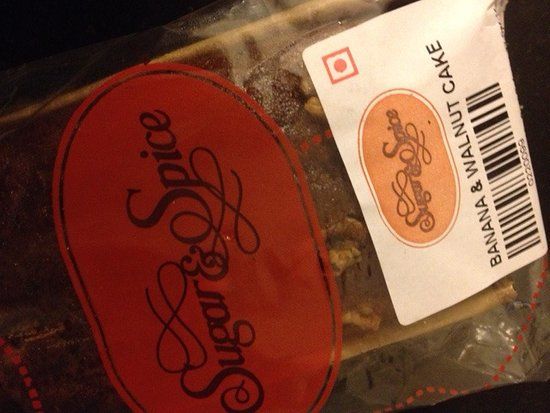 Sugar & Spice
Sugar & Spice
BANANA & WALNUT CAKE